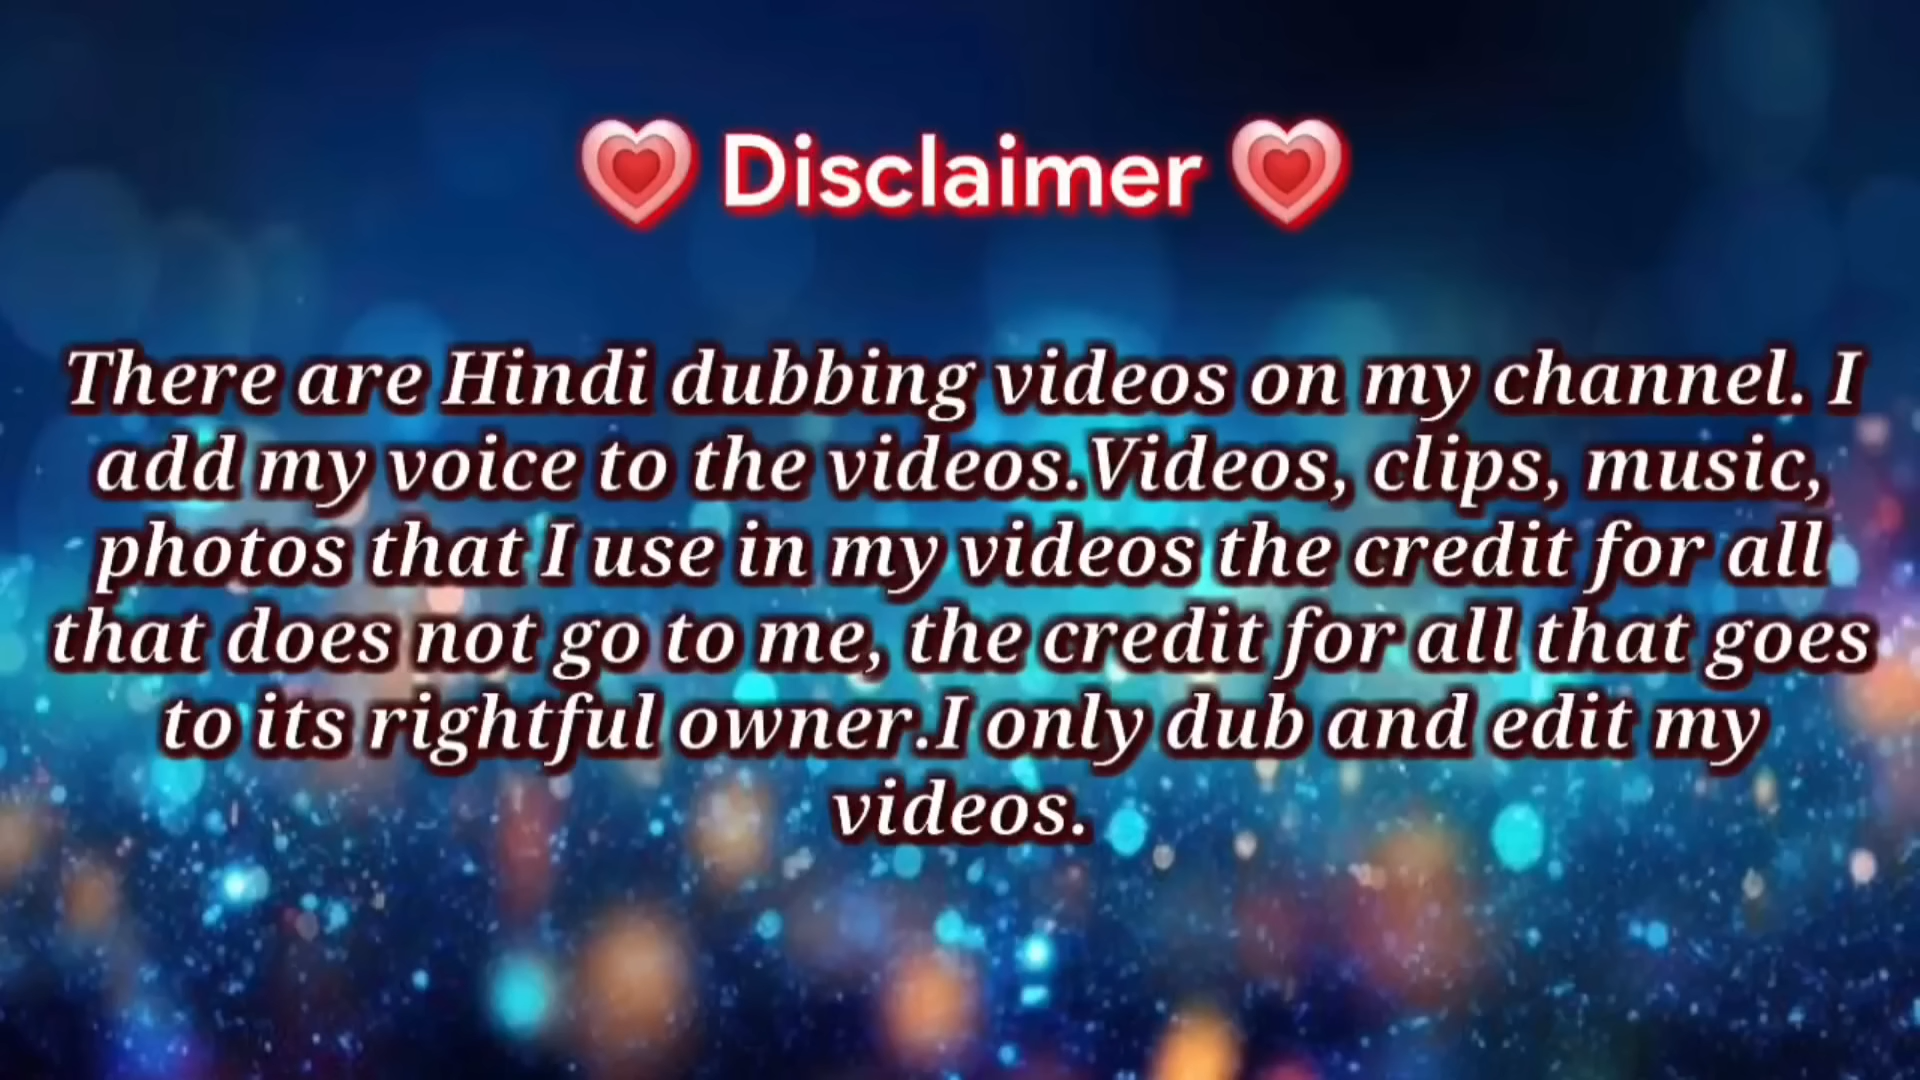 💗 Disclaimer 💗
There are Hindi dubbing videos on my channel. I
add my voice to the videos.Videos, clips, music,
photos that I use in my videos the credit for all
that does not go to me, the credit for all that goes
to its rightful owner.I only dub and edit my
videos.